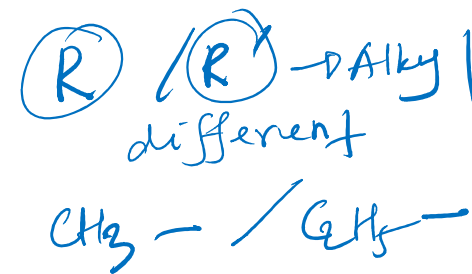 R / R' → Alkyl
different
CH3 – / C2H5 –